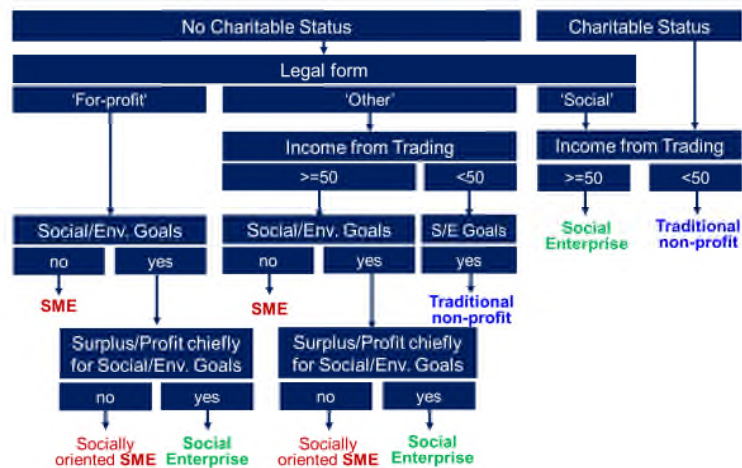 No Charitable Status
Charitable Status
Legal form
'For-profit'
'Other'
'Social'
Income from Trading
Income from Trading
>=50
<50
>=50
<50
Social/Env. Goals
Social/Env. Goals
S/E Goals
Social
Enterprise
Traditional
non-profit
no
yes
no
yes
yes
SME
SME
Traditional
non-profit
Surplus/Profit chiefly
for Social/Env. Goals
Surplus/Profit chiefly
for Social/Env. Goals
no
yes
no
yes
Socially
oriented SME
Social
Enterprise
Socially
oriented SME
Social
Enterprise